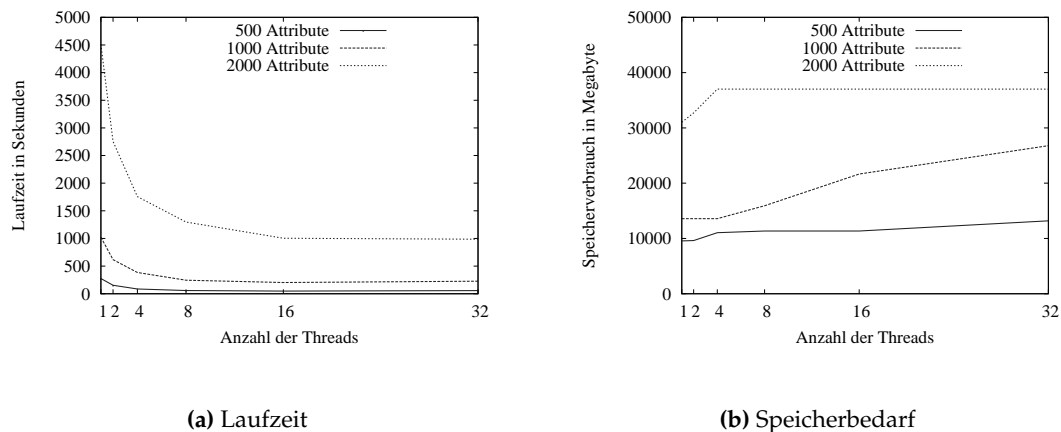 5000
4500
4000
3500
3000
2500
2000
1500
1000
500
0
1 2 4 8 16 32
Laufzeit in Sekunden
Anzahl der Threads
500 Attribute
1000 Attribute
2000 Attribute
(a) Laufzeit
50000
40000
30000
20000
10000
0
1 2 4 8 16 32
Speicherverbrauch in Megabyte
Anzahl der Threads
500 Attribute
1000 Attribute
2000 Attribute
(b) Speicherbedarf